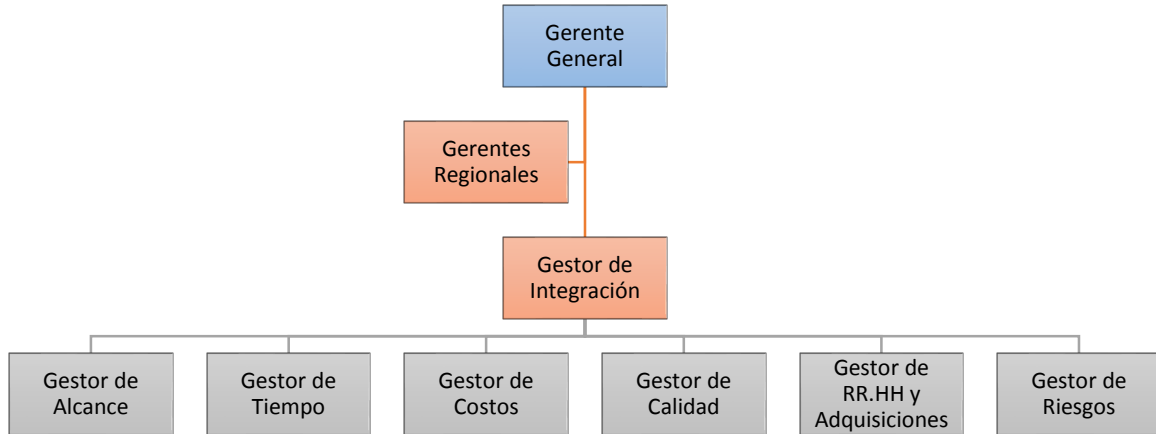 Gerente
General
Gerentes
Regionales
Gestor de
Integración
Gestor de
Alcance
Gestor de
Tiempo
Gestor de
Costos
Gestor de
Calidad
Gestor de
RR.HH y
Adquisiciones
Gestor de
Riesgos